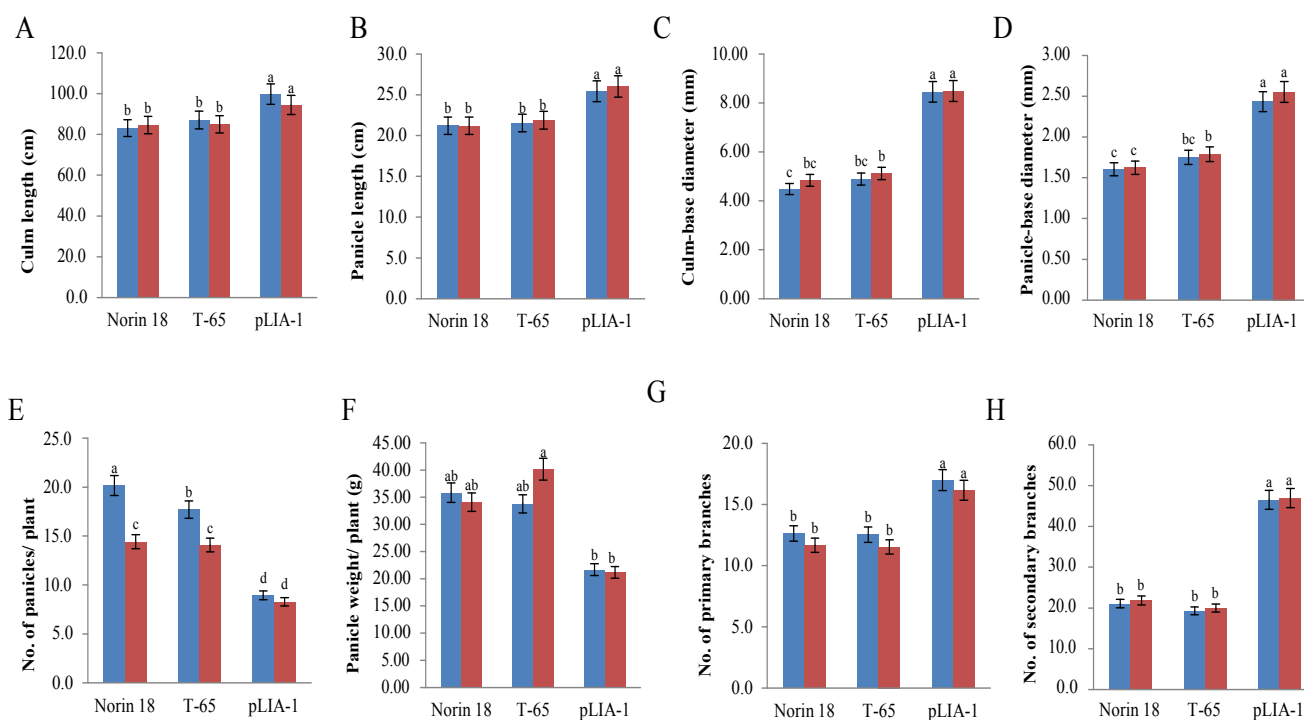 A
Culm length (cm)
120.0
100.0
80.0
60.0
40.0
20.0
0.0
b b b b a a
Norin 18 T-65 pLIA-1
B
Panicle length (cm)
30.0
25.0
20.0
15.0
10.0
5.0
0.0
b b b b a a
Norin 18 T-65 pLIA-1
C
Culm-base diameter (mm)
10.00
8.00
6.00
4.00
2.00
0.00
c bc bc b a a
Norin 18 T-65 pLIA-1
D
Panicle-base diameter (mm)
3.00
2.50
2.00
1.50
1.00
0.50
0.00
c c bc b a a
Norin 18 T-65 pLIA-1
E
No. of panicles/ plant
25.0
20.0
15.0
10.0
5.0
0.0
a c b c d d
Norin 18 T-65 pLIA-1
F
Panicle weight/ plant (g)
45.00
40.00
35.00
30.00
25.00
20.00
15.00
10.00
5.00
0.00
ab ab ab a b b
Norin 18 T-65 pLIA-1
G
No. of primary branches
20.0
15.0
10.0
5.0
0.0
b b b b a a
Norin 18 T-65 pLIA-1
H
No. of secondary branches
60.0
50.0
40.0
30.0
20.0
10.0
0.0
b b b b a a
Norin 18 T-65 pLIA-1